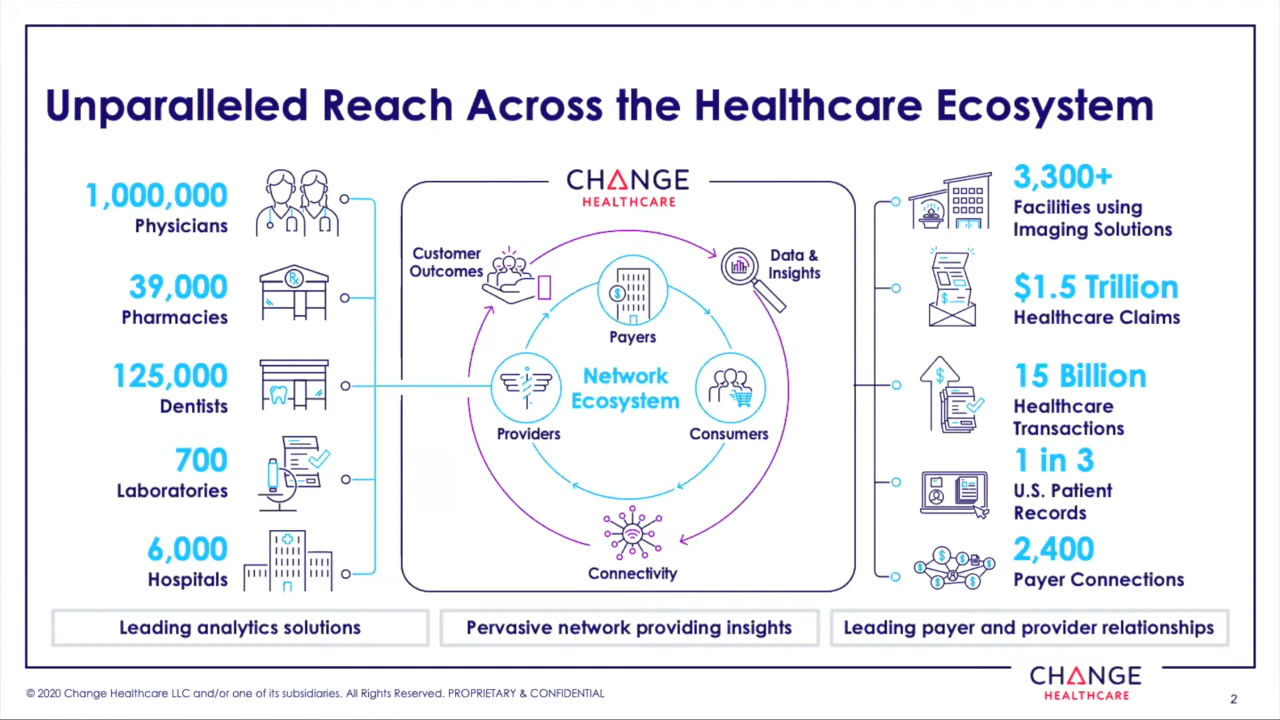 Unparalleled Reach Across the Healthcare Ecosystem
1,000,000
Physicians
39,000
Pharmacies
125,000
Dentists
700
Laboratories
6,000
Hospitals
CHANGE
HEALTHCARE
Customer
Outcomes
Data &
Insights
Payers
Network
Ecosystem
Providers
Consumers
Connectivity
3,300+
Facilities using
Imaging Solutions
$1.5 Trillion
Healthcare Claims
15 Billion
Healthcare
Transactions
1 in 3
U.S. Patient
Records
2,400
Payer Connections
Leading analytics solutions
Pervasive network providing insights
Leading payer and provider relationships
© 2020 Change Healthcare LLC and/or one of its subsidiaries. All Rights Reserved. PROPRIETARY & CONFIDENTIAL
CHANGE
HEALTHCARE
2